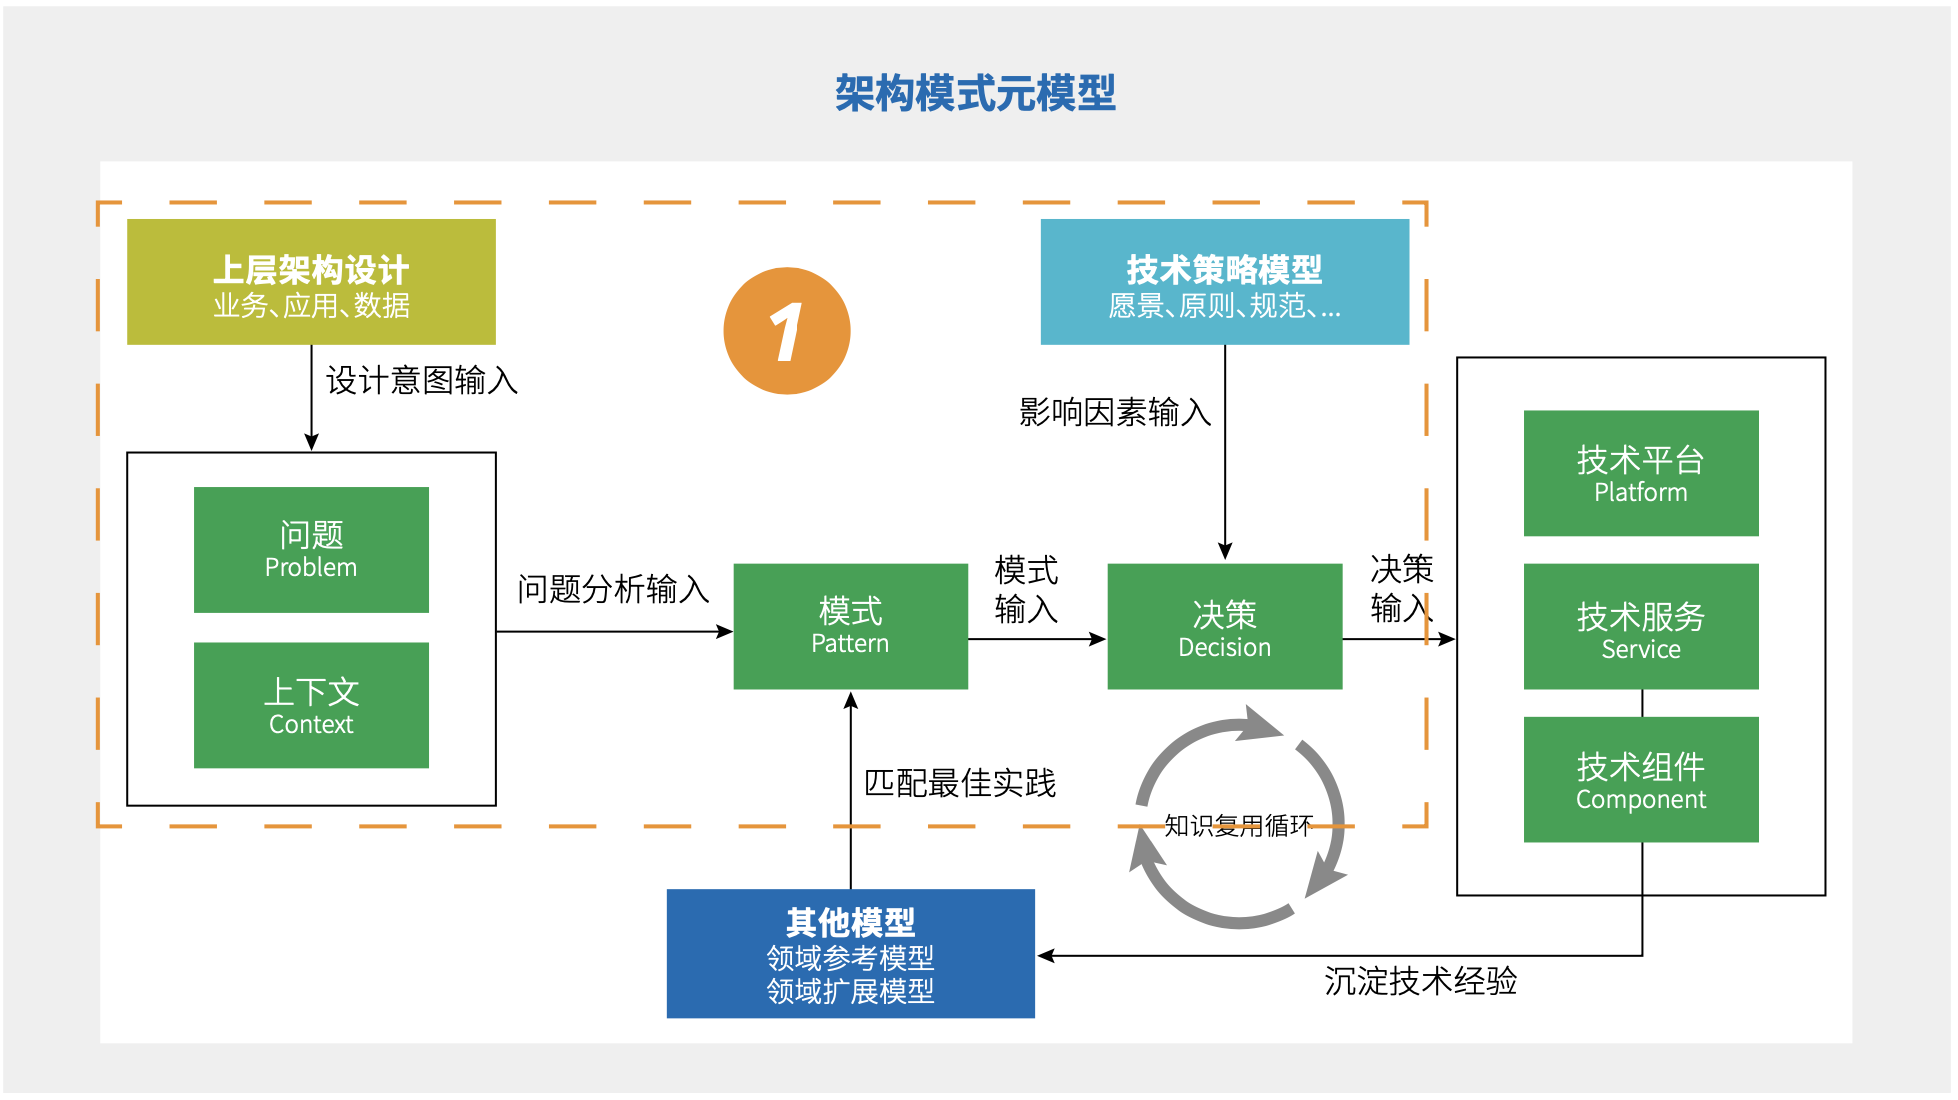 架构模式元模型
上层架构设计
业务、应用、数据
1
技术策略模型
愿景、原则、规范、...
设计意图输入
影响因素输入
问题
Problem
上下文
Context
问题分析输入
模式
Pattern
模式
输入
决策
Decision
决策
输入
技术平台
Platform
技术服务
Service
技术组件
Component
匹配最佳实践
知识复用循环
其他模型
领域参考模型
领域扩展模型
沉淀技术经验